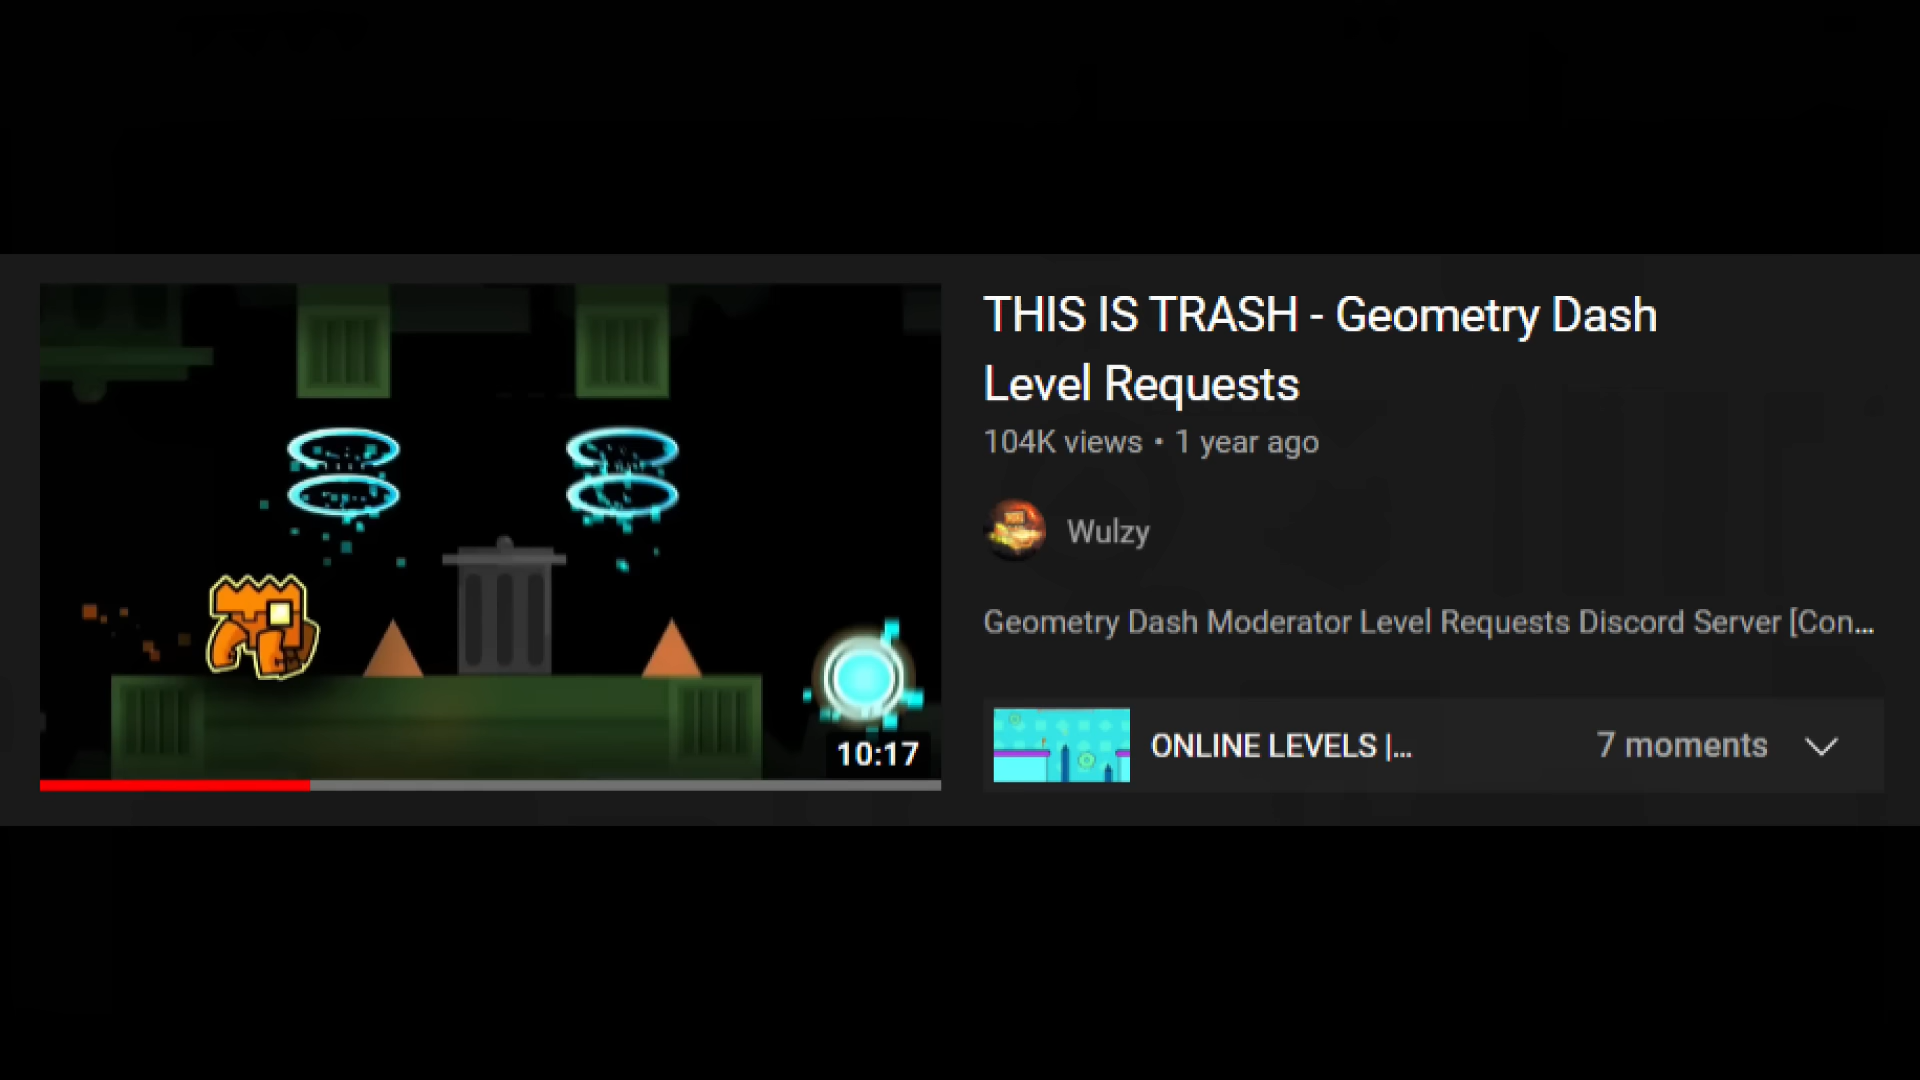 THIS IS TRASH - Geometry Dash
Level Requests
104K views • 1 year ago
Wulzy
Geometry Dash Moderator Level Requests Discord Server [Con...
ONLINE LEVELS |...
7 moments
10:17